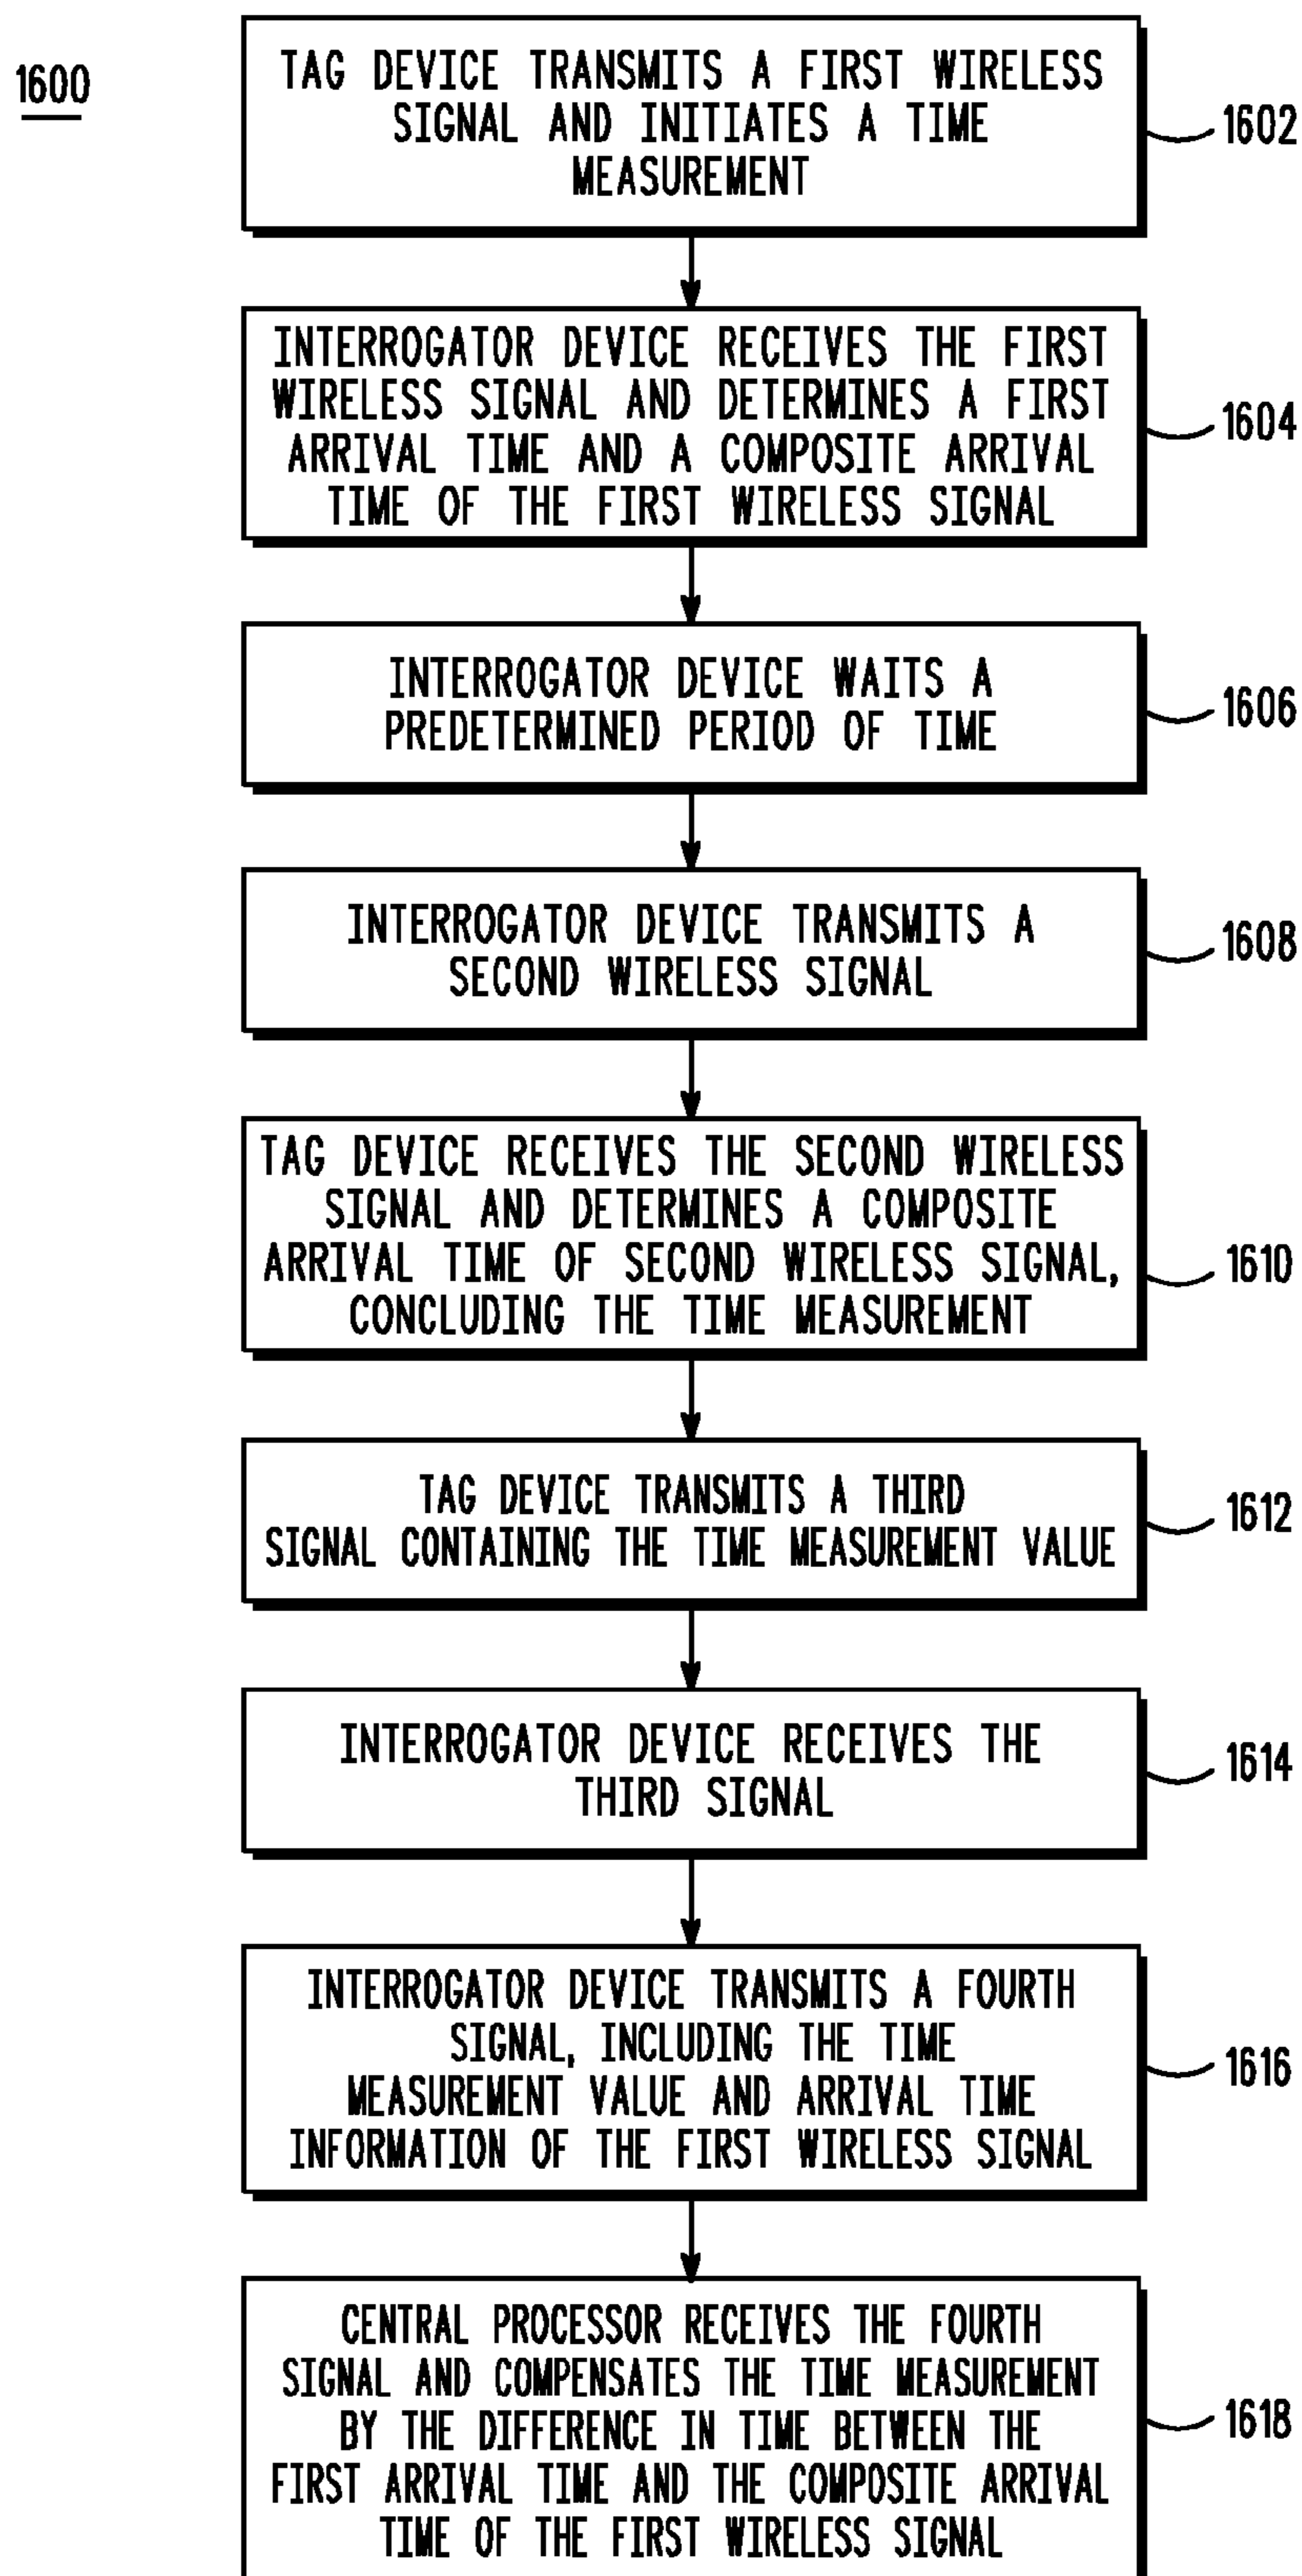 1600
TAG DEVICE TRANSMITS A FIRST WIRELESS
SIGNAL AND INITIATES A TIME
MEASUREMENT
1602
INTERROGATOR DEVICE RECEIVES THE FIRST
WIRELESS SIGNAL AND DETERMINES A FIRST
ARRIVAL TIME AND A COMPOSITE ARRIVAL
TIME OF THE FIRST WIRELESS SIGNAL
1604
INTERROGATOR DEVICE WAITS A
PREDETERMINED PERIOD OF TIME
1606
INTERROGATOR DEVICE TRANSMITS A
SECOND WIRELESS SIGNAL
1608
TAG DEVICE RECEIVES THE SECOND WIRELESS
SIGNAL AND DETERMINES A COMPOSITE
ARRIVAL TIME OF SECOND WIRELESS SIGNAL,
CONCLUDING THE TIME MEASUREMENT
1610
TAG DEVICE TRANSMITS A THIRD
SIGNAL CONTAINING THE TIME MEASUREMENT VALUE
1612
INTERROGATOR DEVICE RECEIVES THE
THIRD SIGNAL
1614
INTERROGATOR DEVICE TRANSMITS A FOURTH
SIGNAL, INCLUDING THE TIME
MEASUREMENT VALUE AND ARRIVAL TIME
INFORMATION OF THE FIRST WIRELESS SIGNAL
1616
CENTRAL PROCESSOR RECEIVES THE FOURTH
SIGNAL AND COMPENSATES THE TIME MEASUREMENT
BY THE DIFFERENCE IN TIME BETWEEN THE
FIRST ARRIVAL TIME AND THE COMPOSITE ARRIVAL
TIME OF THE FIRST WIRELESS SIGNAL
1618